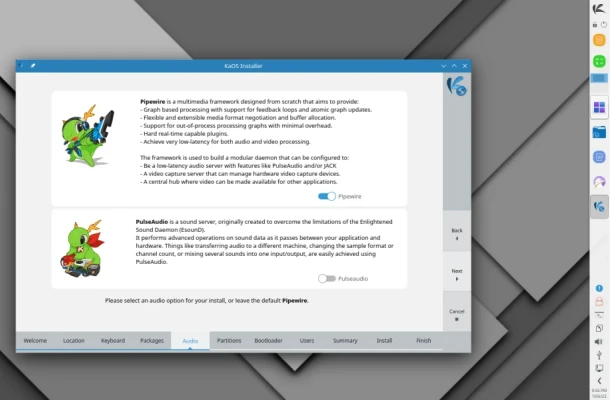 KaOS Installer
Pipewire is a multimedia framework designed from scratch that aims to provide:
- Graph based processing with support for feedback loops and atomic graph updates.
- Flexible and extensible media format negotiation and buffer allocation.
- Support for out-of-process processing graphs with minimal overhead.
- Hard real-time capable plugins.
- Achieve very low-latency for both audio and video processing.
The framework is used to build a modular daemon that can be configured to:
- Be a low-latency audio server with features like PulseAudio and/or JACK
- A video capture server that can manage hardware video capture devices.
- A central hub where video can be made available for other applications.
Pipewire
PulseAudio is a sound server, originally created to overcome the limitations of the Enlightened
Sound Daemon (EsounD).
It performs advanced operations on sound data as it passes between your application and
hardware. Things like transferring audio to a different machine, changing the sample format or
channel count, or mixing several sounds into one input/output, are easily achieved using
PulseAudio.
Pulseaudio
Please select an audio option for your install, or leave the default Pipewire.
Back
Next
Cancel
Welcome Location Keyboard Packages Audio Partitions Bootloader Users Summary Install Finish